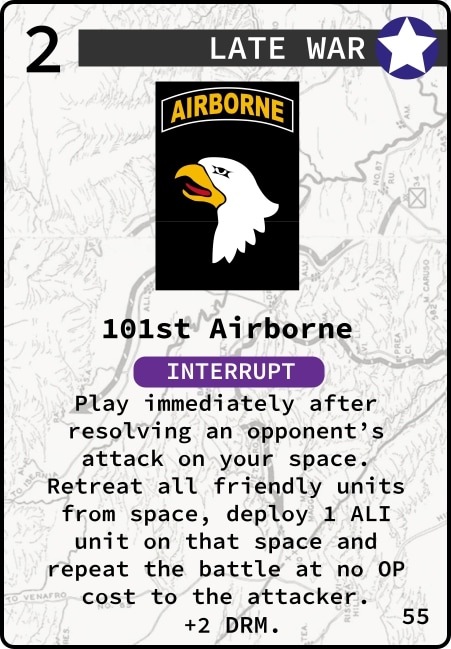 2
LATE WAR
AIRBORNE
101st Airborne
INTERRUPT
Play immediately after
resolving an opponent’s
attack on your space.
Retreat all friendly units
from space, deploy 1 ALI
unit on that space and
repeat the battle at no OP
cost to the attacker.
+2 DRM.
55